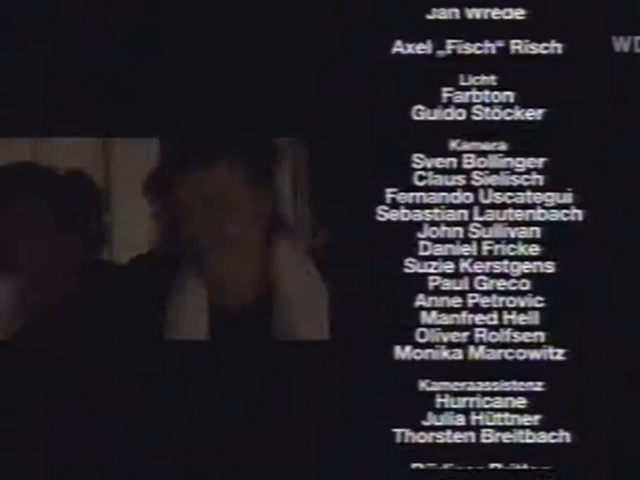 Jan Wrede
WD
Axel „Fisch“ Risch
Licht
Farbton
Guido Stöcker
Kamera
Sven Bollinger
Claus Sielisch
Fernando Uscategui
Sebastian Lautenbach
John Sullivan
Daniel Fricke
Suzie Kerstgens
Paul Greco
Anne Petrovic
Manfred Hell
Oliver Rolfsen
Monika Marcowitz
Kameraassistenz
Hurricane
Julia Hüttner
Thorsten Breitbach